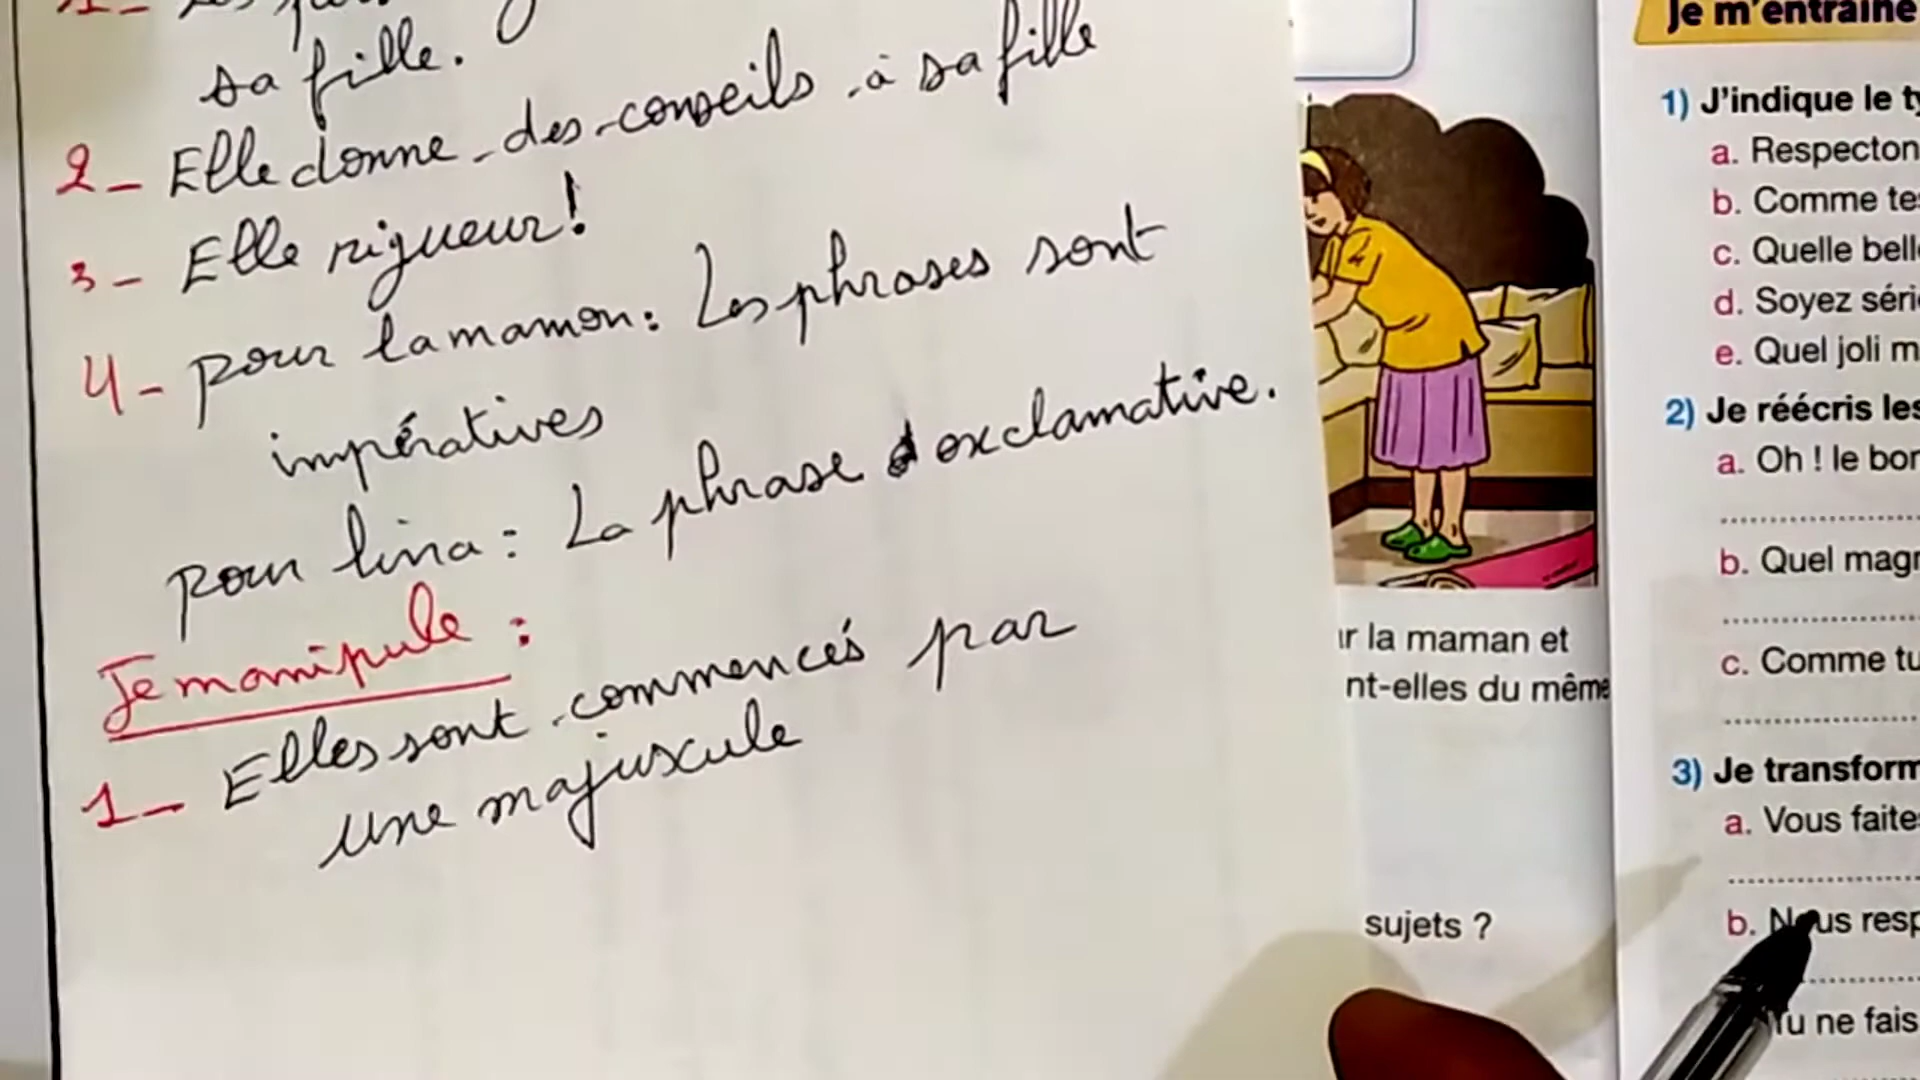 1-
sa fille.
2- Elle donne des conseils à sa fille
3- Elle rigueur!
4- pour la maman: Les phrases sont
impératives
pour lina: La phrase exclamative.
Je manipule:
1- Elles sont commencés par
une majuscule
r la maman et
nt-elles du même
sujets ?
Je m'entraîne
1) J'indique le ty
a. Respecton
b. Comme te
c. Quelle bell
d. Soyez séri
e. Quel joli m
2) Je réécris les
a. Oh ! le bor
b. Quel magr
c. Comme tu
3) Je transform
a. Vous faite
b. Nous resp
Tu ne fais